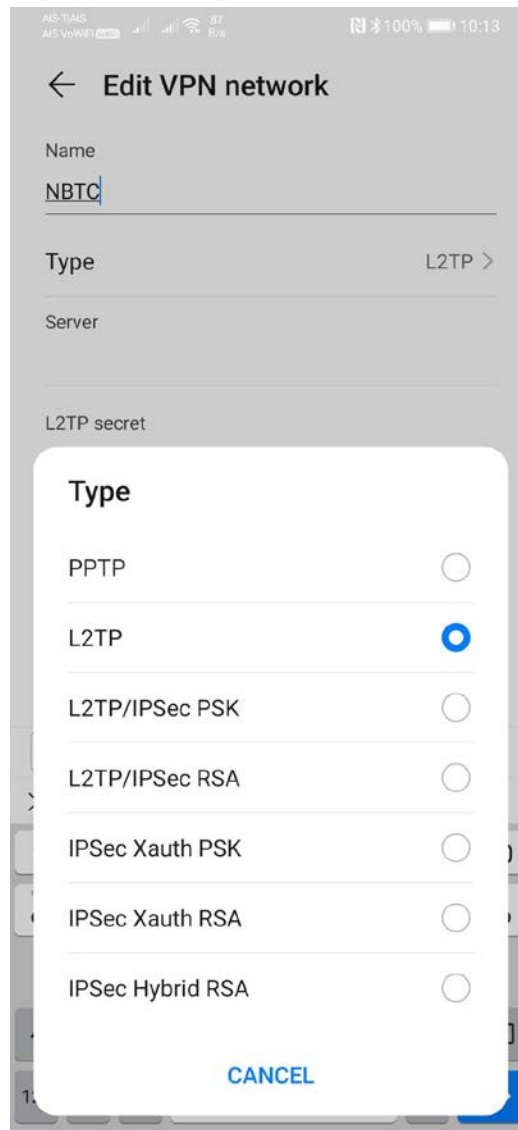 AIS-T|AIS
AIS VoWiFi 87
B/s 100% 10:13
Edit VPN network
Name
NBTC
Type L2TP
Server
L2TP secret
Type
PPTP
L2TP
L2TP/IPSec PSK
L2TP/IPSec RSA
IPSec Xauth PSK
IPSec Xauth RSA
IPSec Hybrid RSA
CANCEL